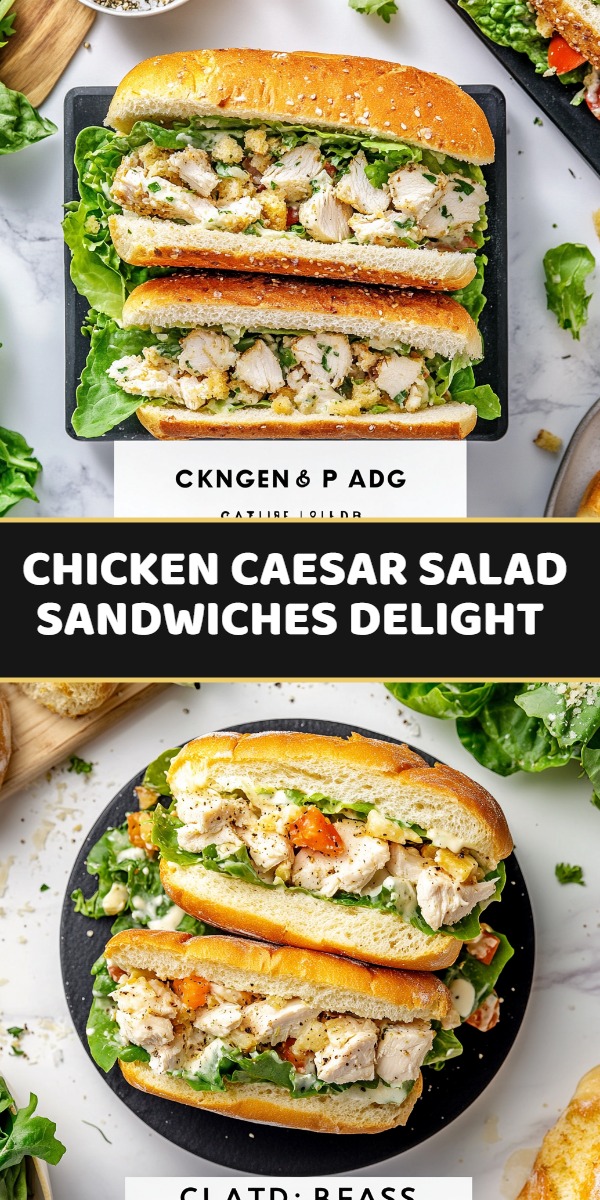 CKNGEN & P ADG
CHICKEN CAESAR SALAD
SANDWICHES DELIGHT
CLATD: BEASS